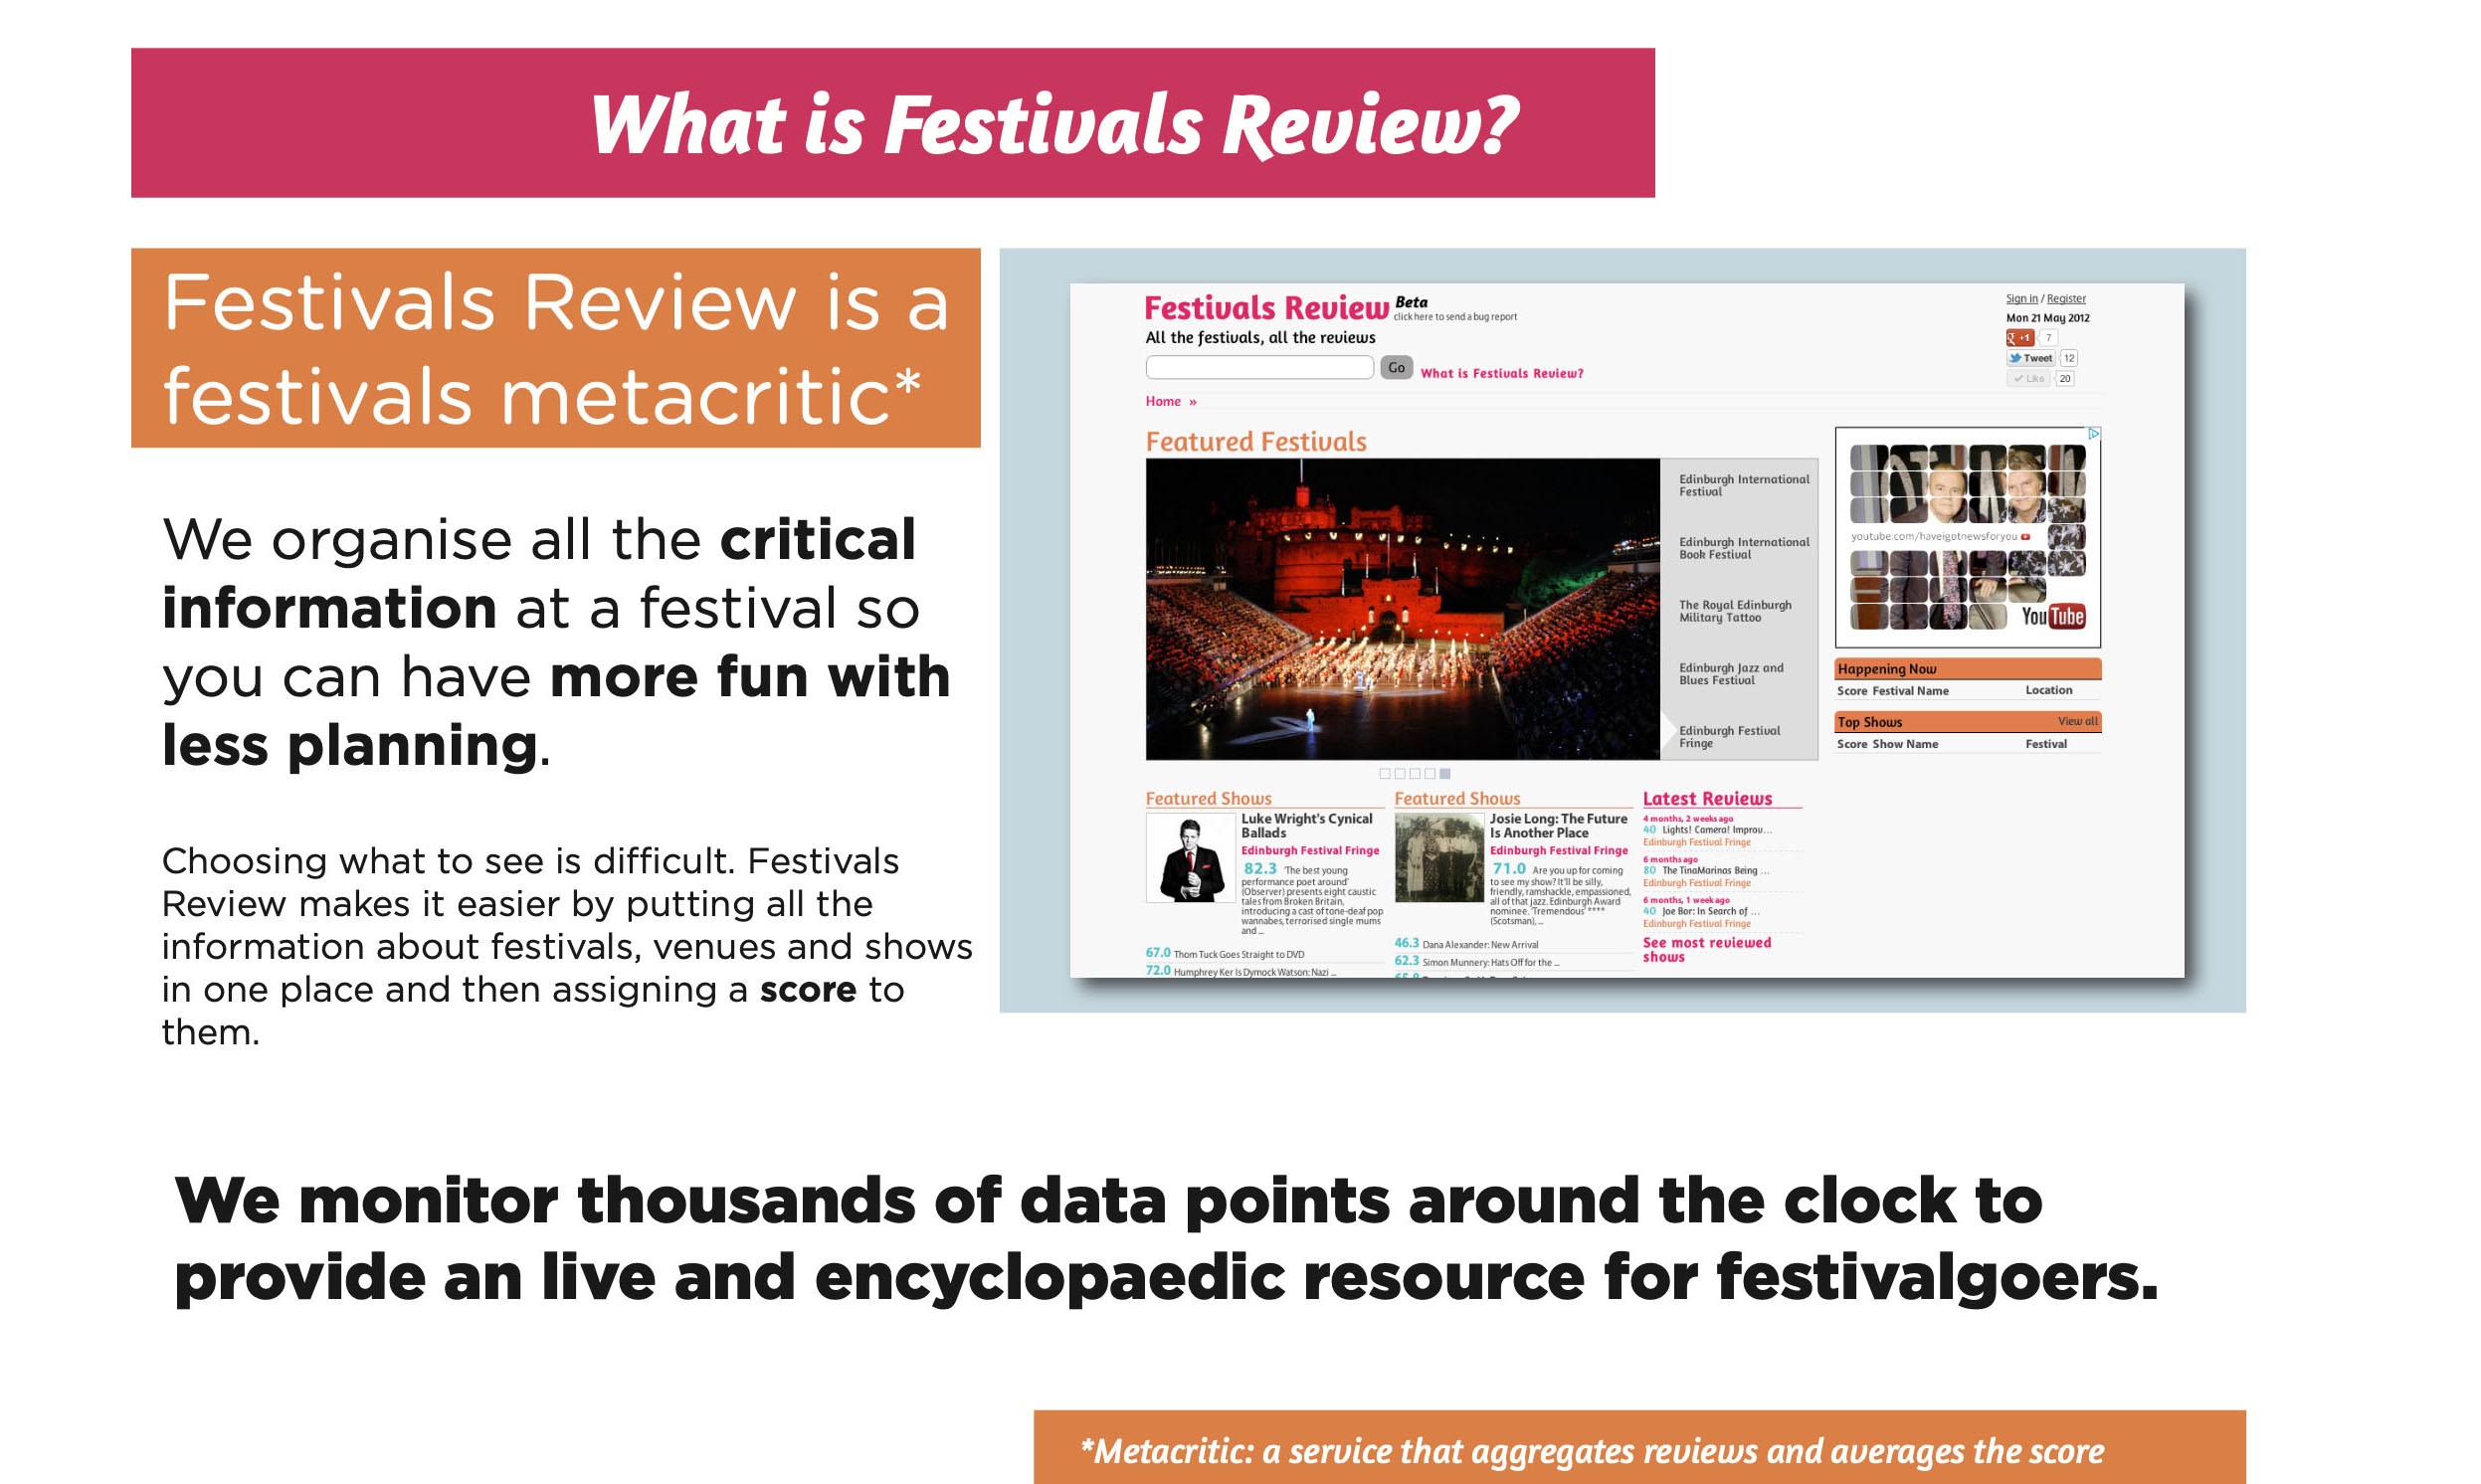 What is Festivals Review?
Festivals Review is a
festivals metacritic*
We organise all the critical
information at a festival so
you can have more fun with
less planning.
Choosing what to see is difficult. Festivals
Review makes it easier by putting all the
information about festivals, venues and shows
in one place and then assigning a score to
them.
Festivals Review Beta
click here to send a bug report
All the festivals, all the reviews
Go What is Festivals Review?
Home »
Sign in / Register
Mon 21 May 2012
+1 7
Tweet 12
Like 20
Featured Festivals
Edinburgh International
Festival
Edinburgh International
Book Festival
The Royal Edinburgh
Military Tattoo
Edinburgh Jazz and
Blues Festival
Edinburgh Festival
Fringe
youtube.com/haveigotnewsforyou
YouTube
Happening Now
Score Festival Name Location
Top Shows View all
Score Show Name Festival
Featured Shows
Luke Wright's Cynical
Ballads
Edinburgh Festival Fringe
82.3 'The best young
performance poet around'
(Observer) presents eight caustic
tales from Broken Britain,
introducing a cast of tone-deaf pop
wannabes, terrorised single mums
and ...
67.0 Thom Tuck Goes Straight to DVD
72.0 Humphrey Ker Is Dymock Watson: Nazi ...
Featured Shows
Josie Long: The Future
Is Another Place
Edinburgh Festival Fringe
71.0 Are you up for coming
to see my show? It'll be silly,
friendly, ramshackle, empassioned,
all of that jazz. Edinburgh Award
nominee. 'Tremendous' ****
(Scotsman), ...
46.3 Dana Alexander: New Arrival
62.3 Simon Munnery: Hats Off for the ...
Latest Reviews
4 months, 2 weeks ago
40 Lights! Camera! Improv...
Edinburgh Festival Fringe
6 months ago
80 The TinaMarinas Being ...
Edinburgh Festival Fringe
6 months, 1 week ago
40 Joe Bor: In Search of ...
Edinburgh Festival Fringe
See most reviewed
shows
We monitor thousands of data points around the clock to
provide an live and encyclopaedic resource for festivalgoers.
*Metacritic: a service that aggregates reviews and averages the score